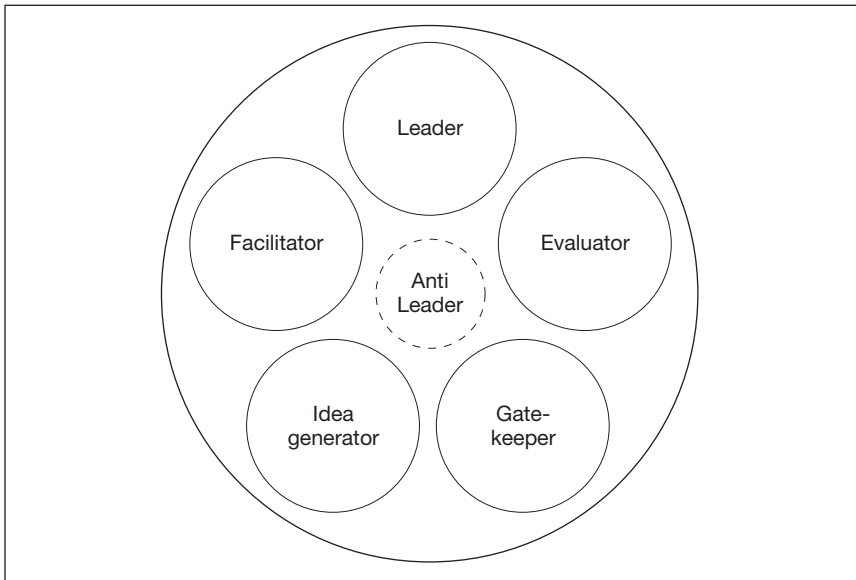 Leader
Facilitator
Evaluator
Anti
Leader
Idea
generator
Gate-
keeper